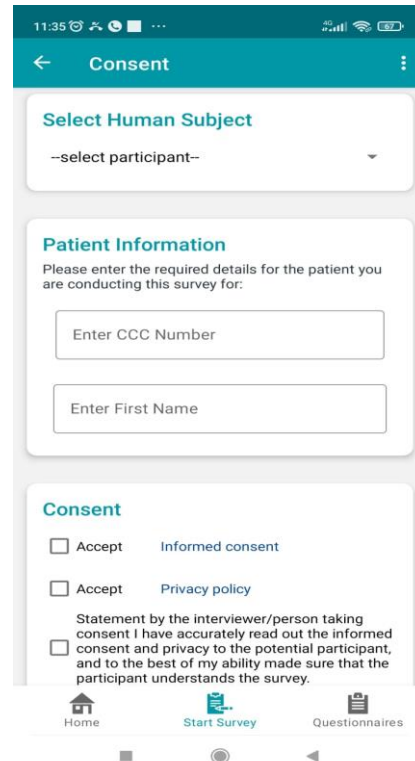 11:35 ... 4G 67
Consent
Select Human Subject
--select participant--
Patient Information
Please enter the required details for the patient you
are conducting this survey for:
Enter CCC Number
Enter First Name
Consent
Accept Informed consent
Accept Privacy policy
Statement by the interviewer/person taking
consent I have accurately read out the informed
consent and privacy to the potential participant,
and to the best of my ability made sure that the
participant understands the survey.
Home Start Survey Questionnaires